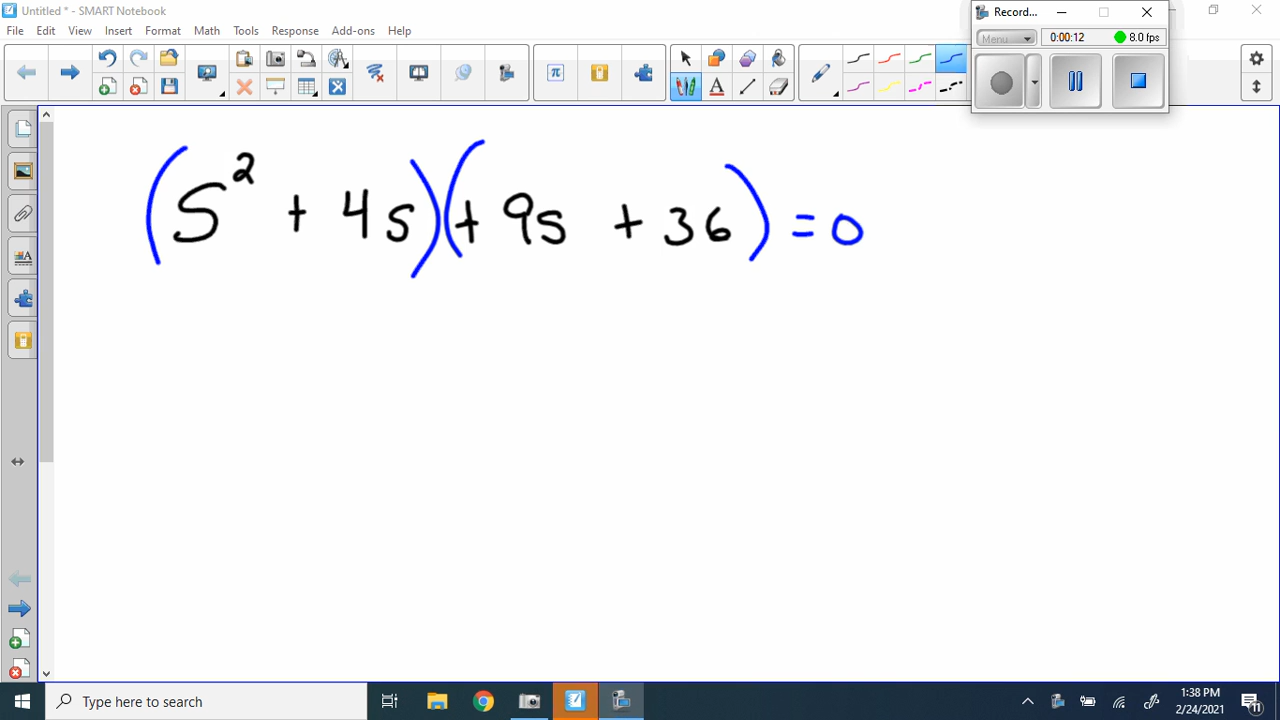 Untitled * - SMART Notebook
Record...
File Edit View Insert Format Math Tools Response Add-ons Help
Menu 0:00:12 8.0 fps
π A
(S² + 4s)(+ 9s + 36) = 0
Type here to search
1:38 PM
2/24/2021
11